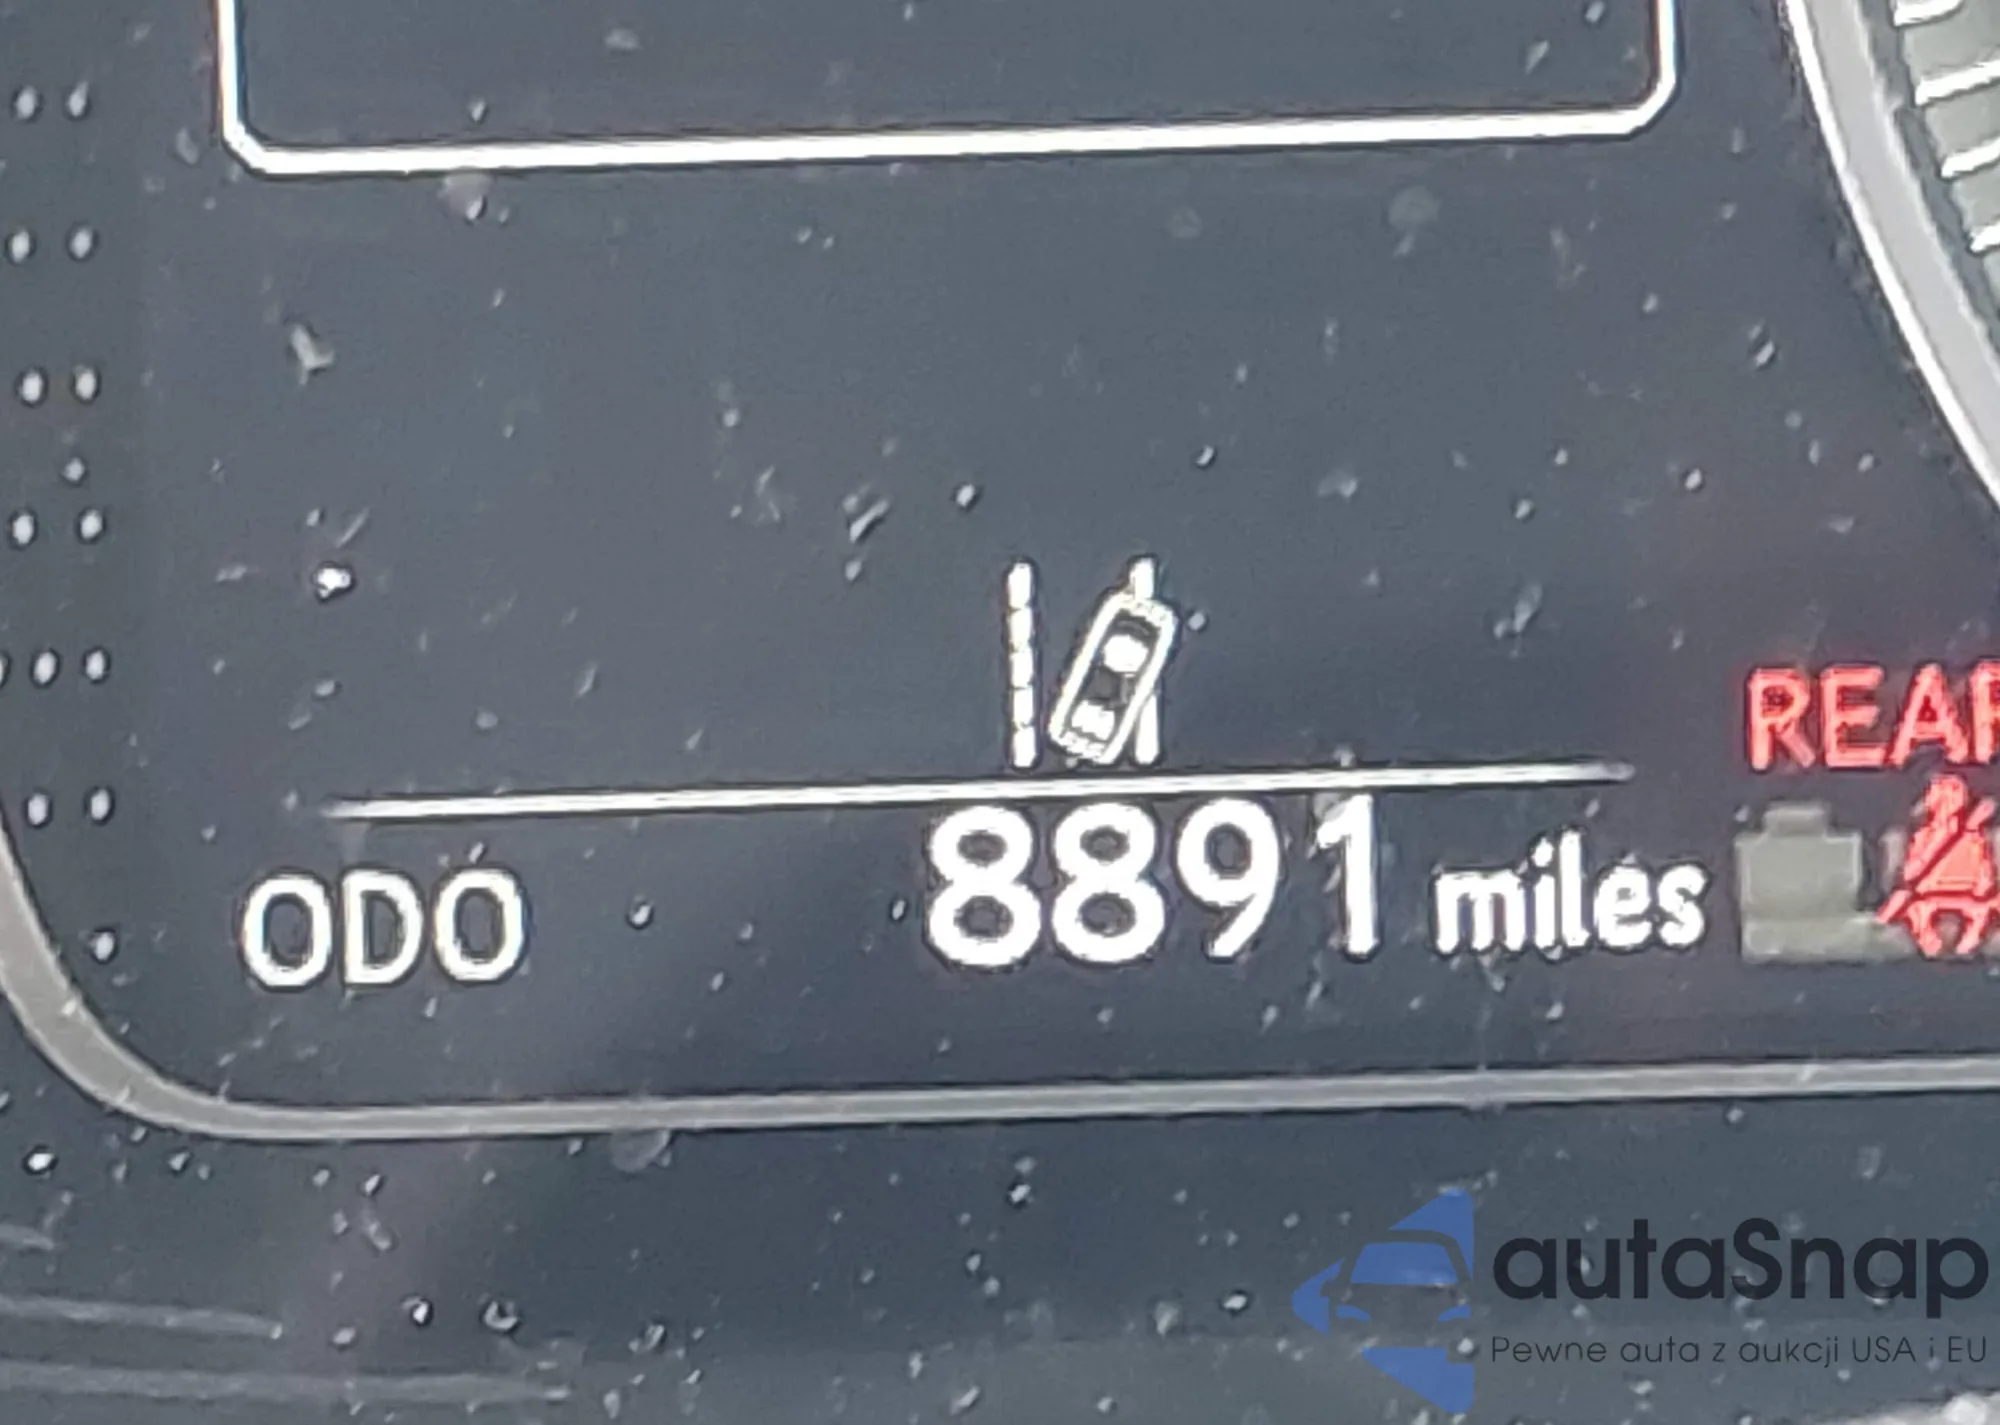 REAR
ODO 8891 miles
autaSnap
Pewne auta z aukcji USA i EU